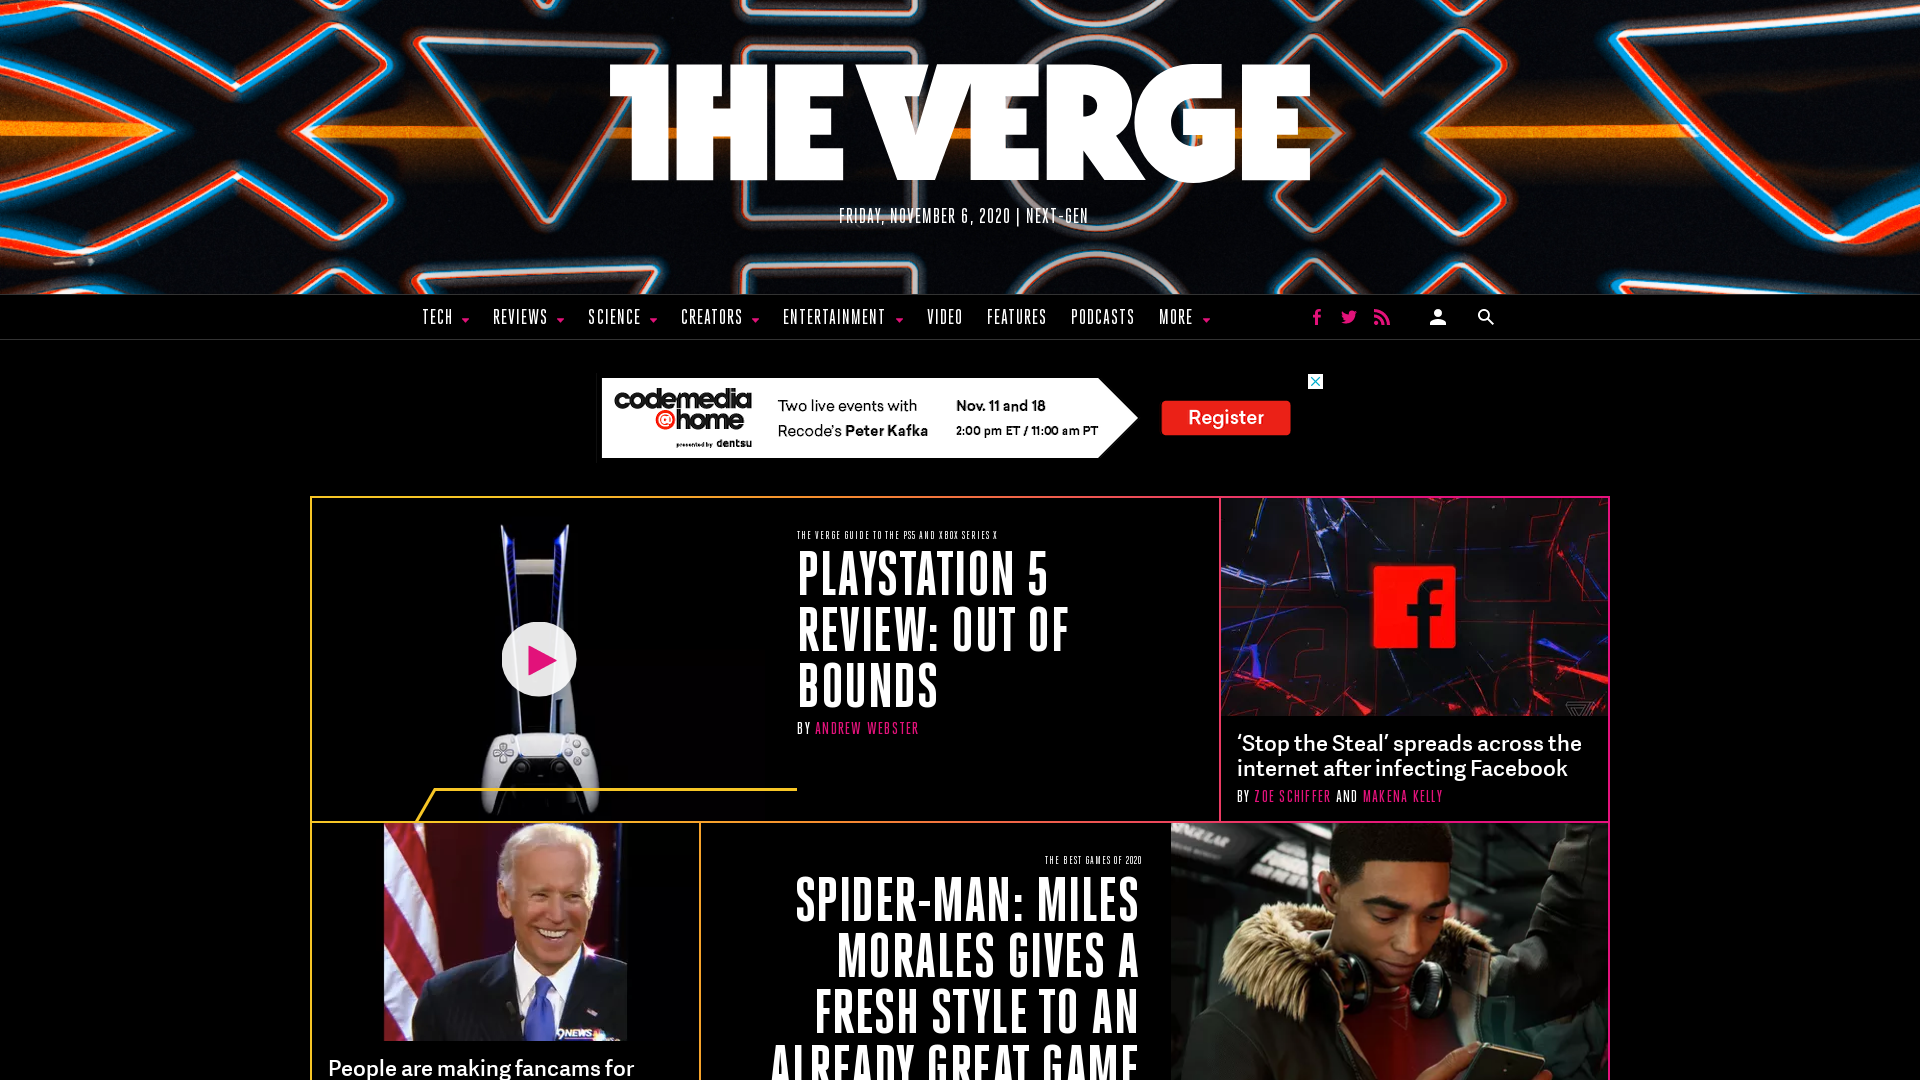 THE VERGE
FRIDAY, NOVEMBER 6, 2020 | NEXT-GEN
TECH REVIEWS SCIENCE CREATORS ENTERTAINMENT VIDEO FEATURES PODCASTS MORE
codemedia
@home
presented by dentsu
Two live events with
Recode's Peter Kafka
Nov. 11 and 18
2:00 pm ET / 11:00 am PT
Register
THE VERGE GUIDE TO THE PS5 AND XBOX SERIES X
PLAYSTATION 5
REVIEW: OUT OF
BOUNDS
BY ANDREW WEBSTER
‘Stop the Steal’ spreads across the
internet after infecting Facebook
BY ZOE SCHIFFER AND MAKENA KELLY
9NEWS
People are making fancams for
THE BEST GAMES OF 2020
SPIDER-MAN: MILES
MORALES GIVES A
FRESH STYLE TO AN
ALREADY GREAT GAME